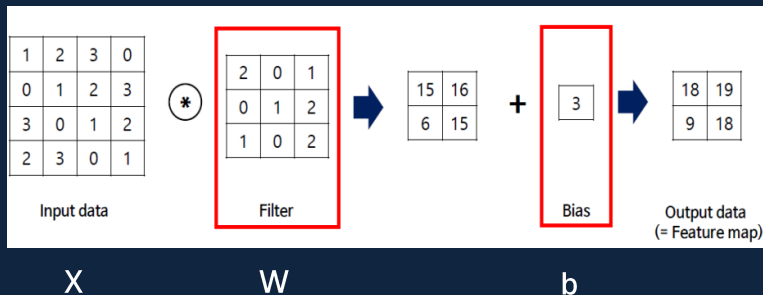 1 2 3 0
0 1 2 3
3 0 1 2
2 3 0 1
*
2 0 1
0 1 2
1 0 2
15 16
6 15
+
3
18 19
9 18
Input data
Filter
Bias
Output data
(= Feature map)
X
W
b